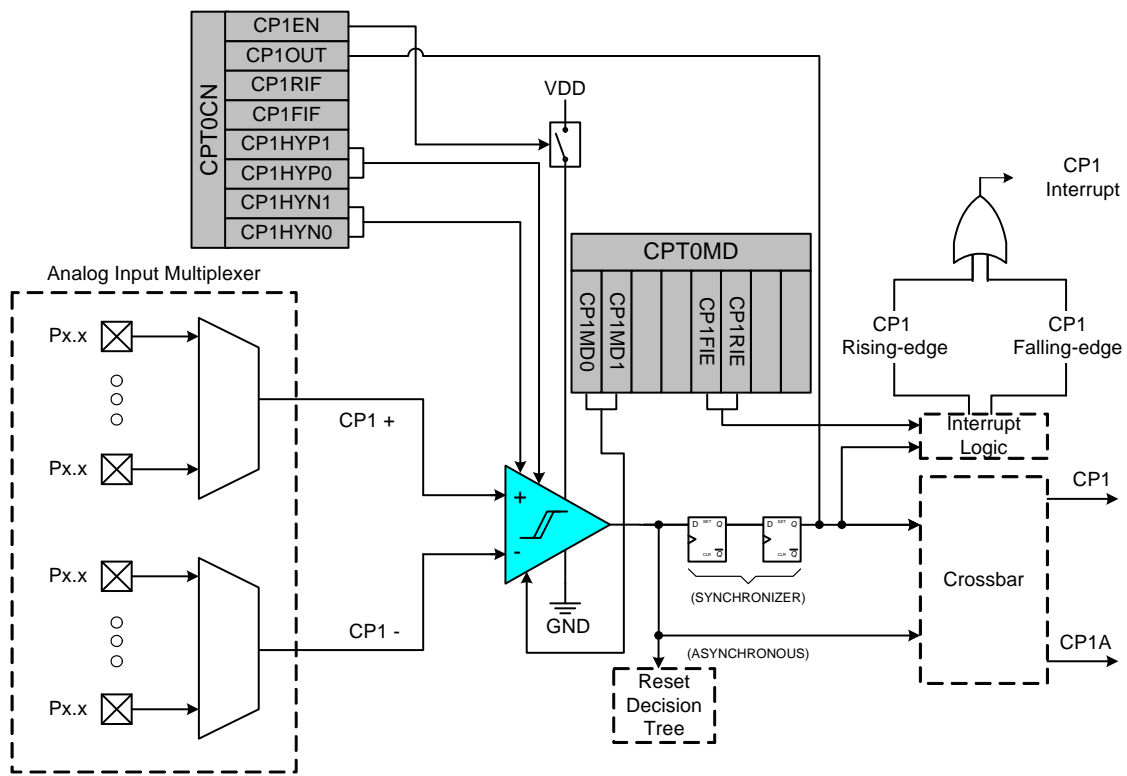 CPT0CN
CP1EN
CP1OUT
CP1RIF
CP1FIF
CP1HYP1
CP1HYP0
CP1HYN1
CP1HYN0
VDD
CP1
Interrupt
CPT0MD
CP1MD0
CP1MD1
CP1FIE
CP1RIE
CP1
Rising-edge
CP1
Falling-edge
Analog Input Multiplexer
Px.x
Px.x
CP1 +
Px.x
Px.x
CP1 -
+
-
GND
D
SET
Q
CLR
Q
D
SET
Q
CLR
Q
(SYNCHRONIZER)
(ASYNCHRONOUS)
Reset
Decision
Tree
Interrupt
Logic
Crossbar
CP1
CP1A